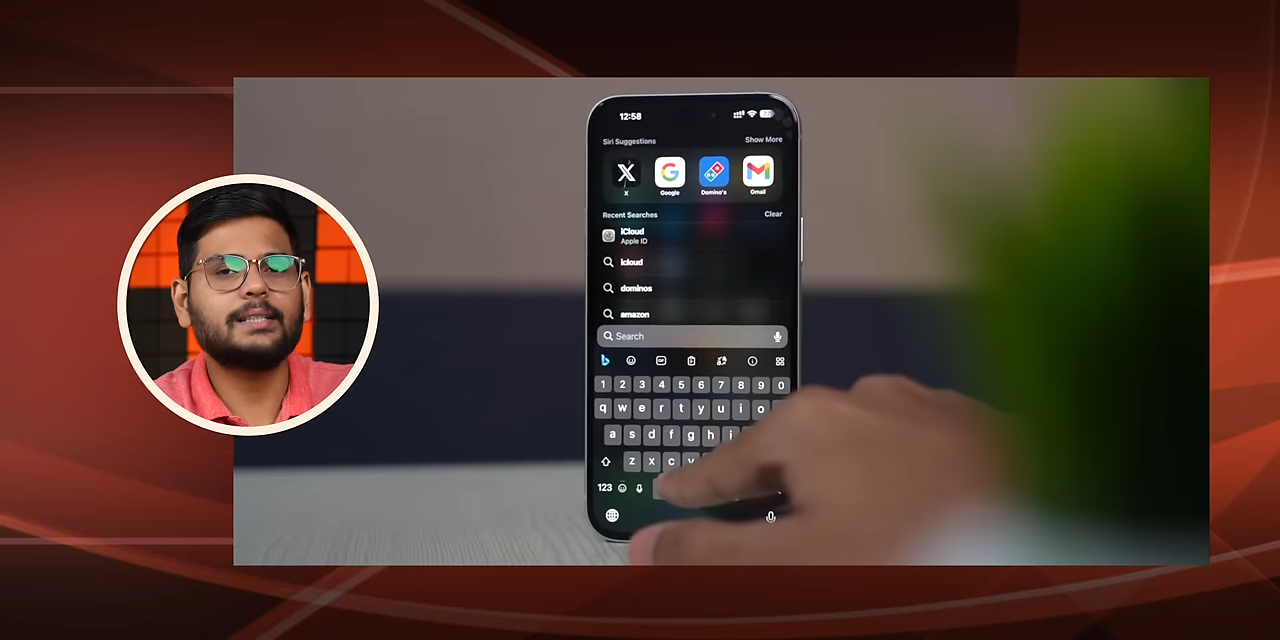 12:58
Siri Suggestions Show More
X Google Domino's Gmail
Recent Searches Clear
iCloud
Apple ID
icloud
dominos
amazon
Search
1 2 3 4 5 6 7 8 9 0
q w e r t y u i o
a s d f g h
z x c v
123